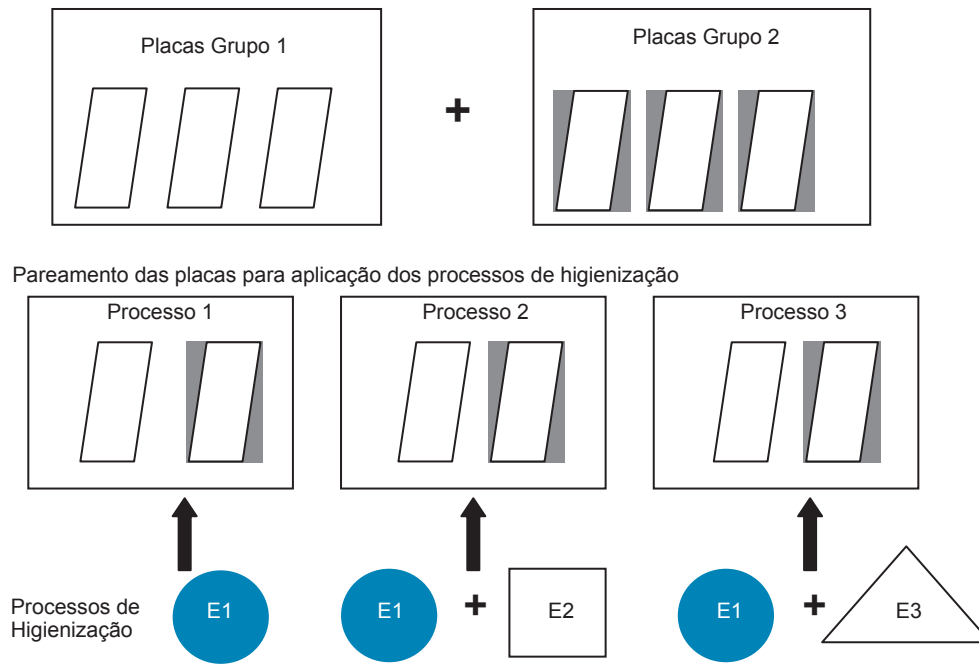 Placas Grupo 1
Placas Grupo 2
+
Pareamento das placas para aplicação dos processos de higienização
Processo 1
Processo 2
Processo 3
Processos de
Higienização
E1
E1
+
E2
E1
+
E3